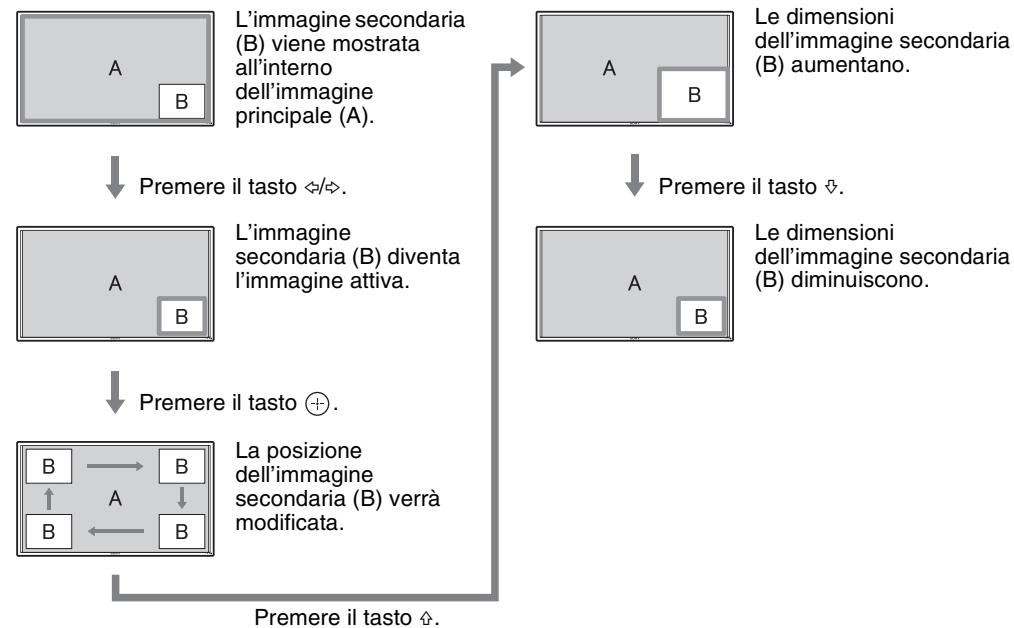 A
B
L'immagine secondaria
(B) viene mostrata
all'interno
dell'immagine
principale (A).
Premere il tasto ⇦/⇨.
A
B
L'immagine
secondaria (B) diventa
l'immagine attiva.
Premere il tasto ⊕.
B
B
A
B
B
La posizione
dell'immagine
secondaria (B) verrà
modificata.
Premere il tasto ⇧.
A
B
Le dimensioni
dell'immagine secondaria
(B) aumentano.
Premere il tasto ⇩.
A
B
Le dimensioni
dell'immagine secondaria
(B) diminuiscono.